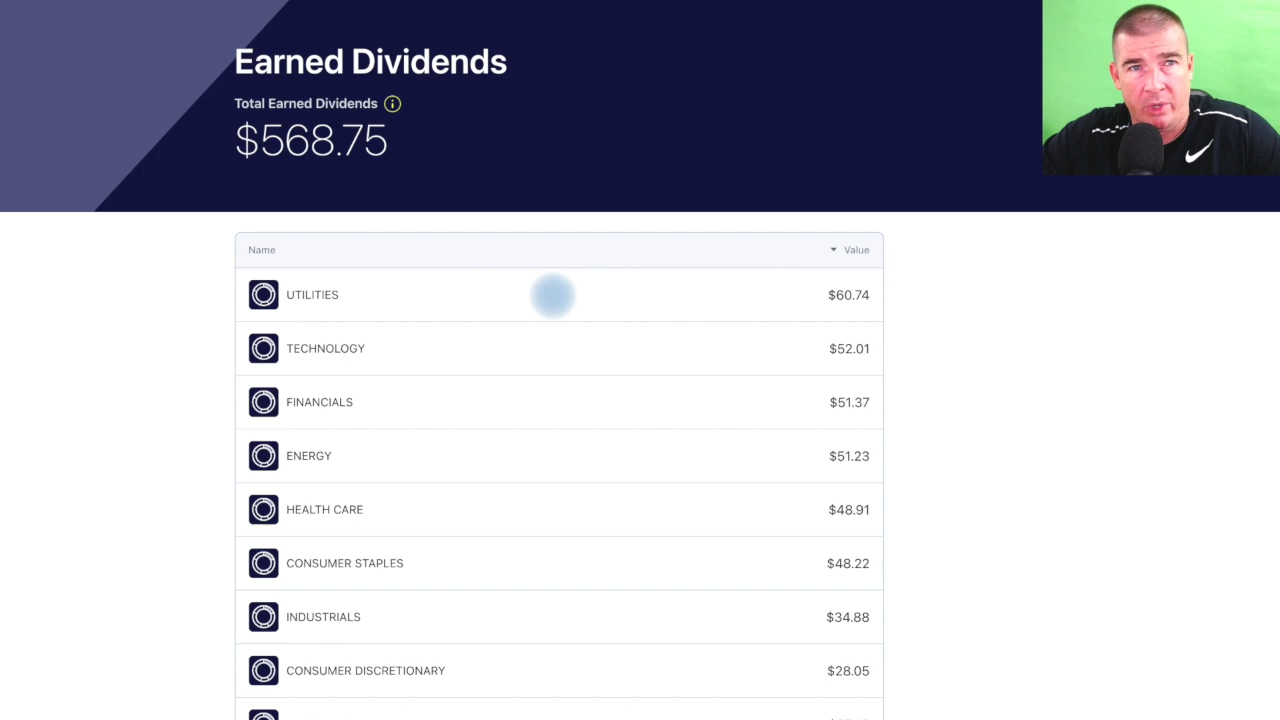 Earned Dividends
Total Earned Dividends
$568.75
Name Value
UTILITIES $60.74
TECHNOLOGY $52.01
FINANCIALS $51.37
ENERGY $51.23
HEALTH CARE $48.91
CONSUMER STAPLES $48.22
INDUSTRIALS $34.88
CONSUMER DISCRETIONARY $28.05